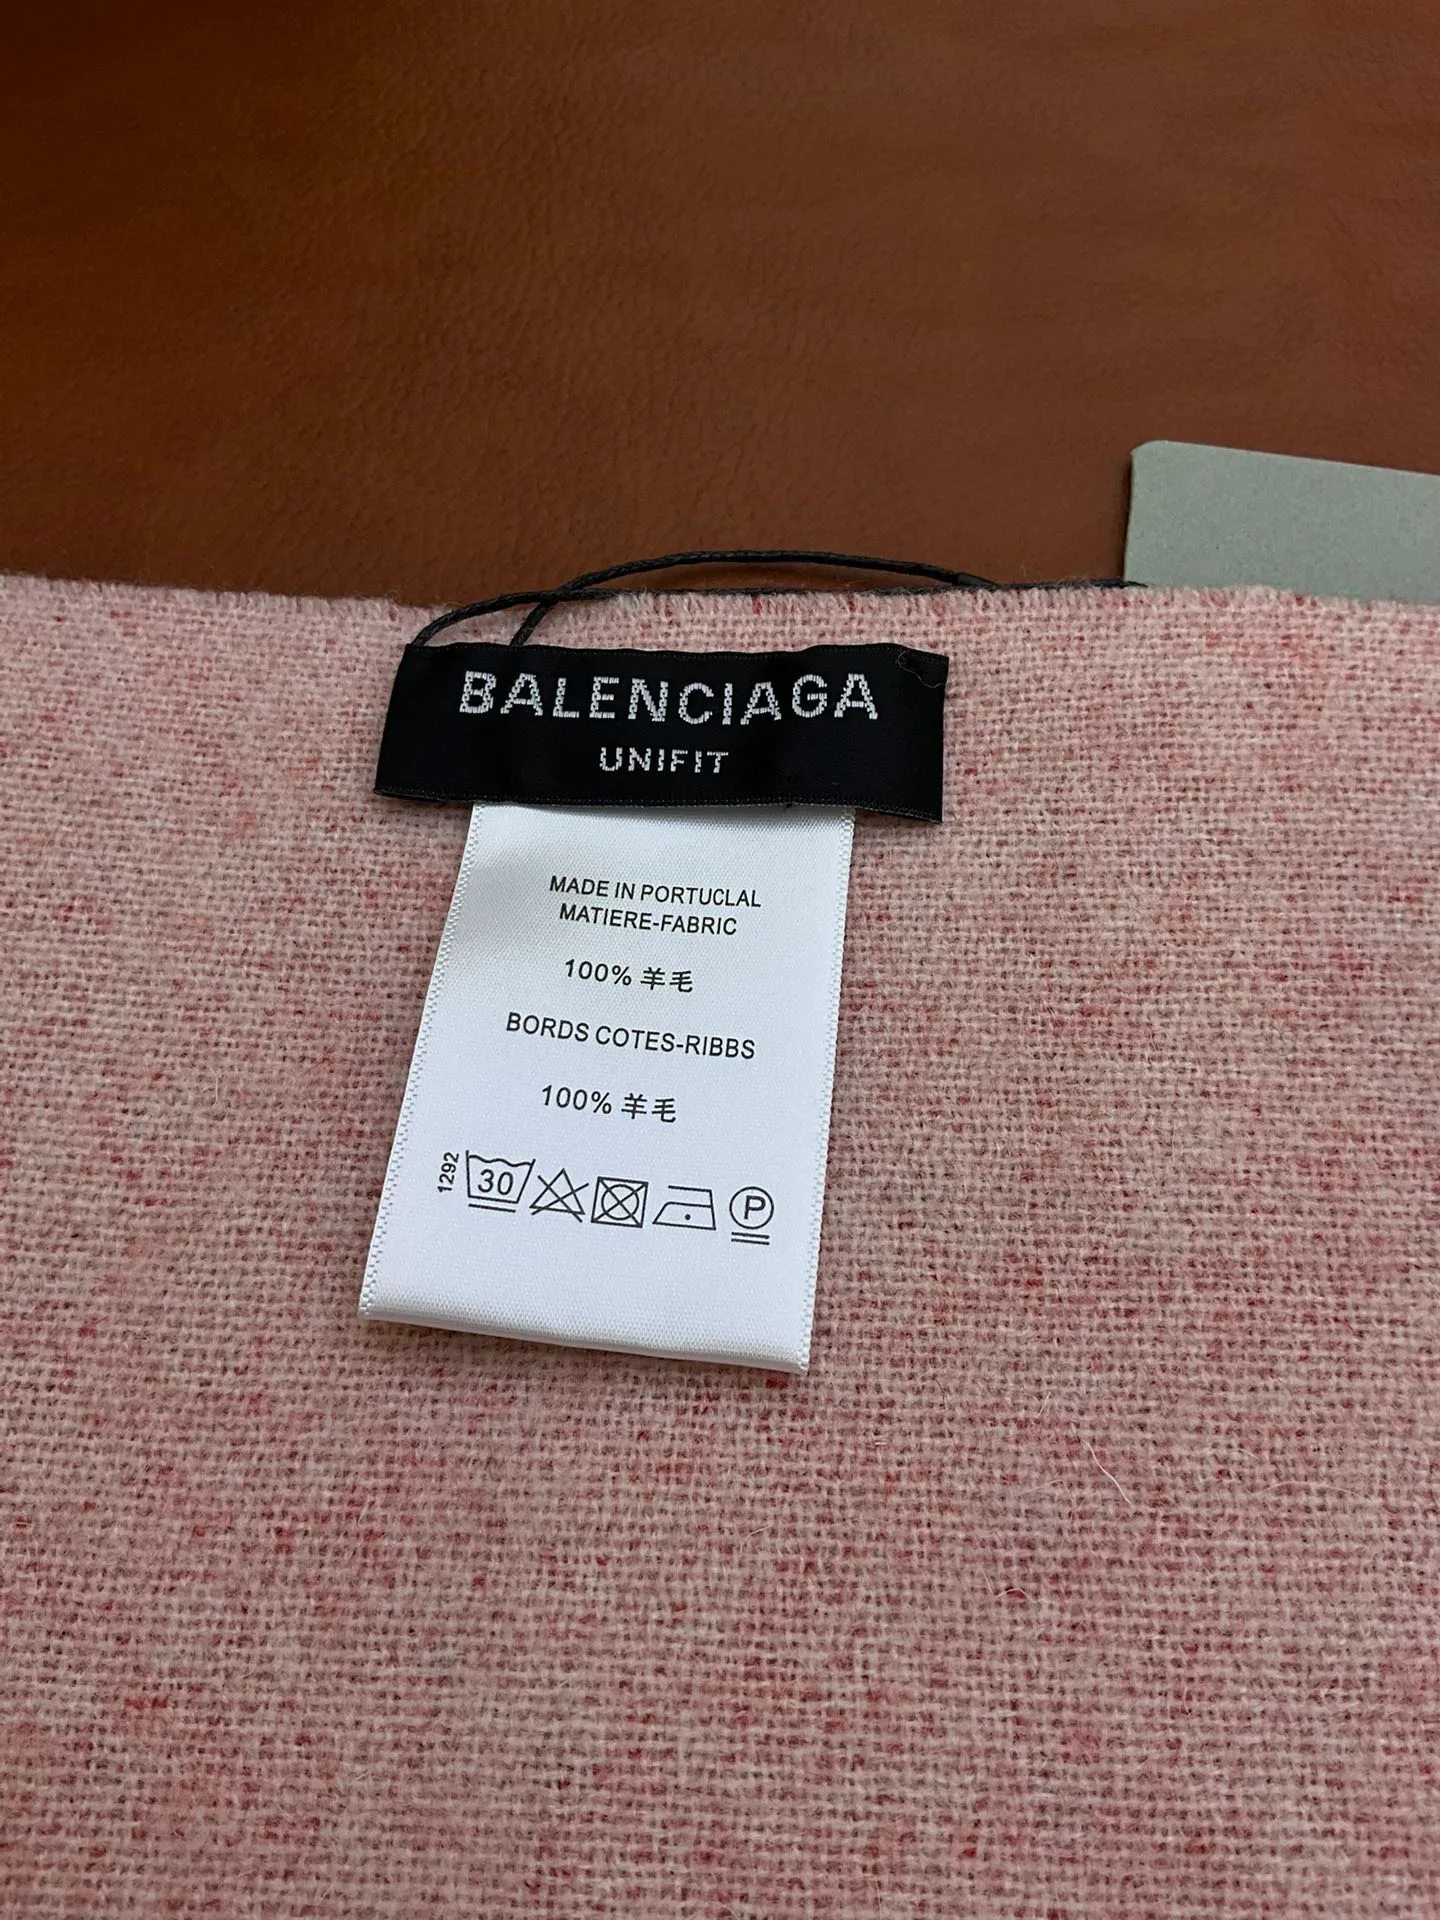 BALENCIAGA
UNIFIT
MADE IN PORTUCLAL
MATIERE-FABRIC
100% 羊毛
BORDS COTES-RIBBS
100% 羊毛
1292
30
P